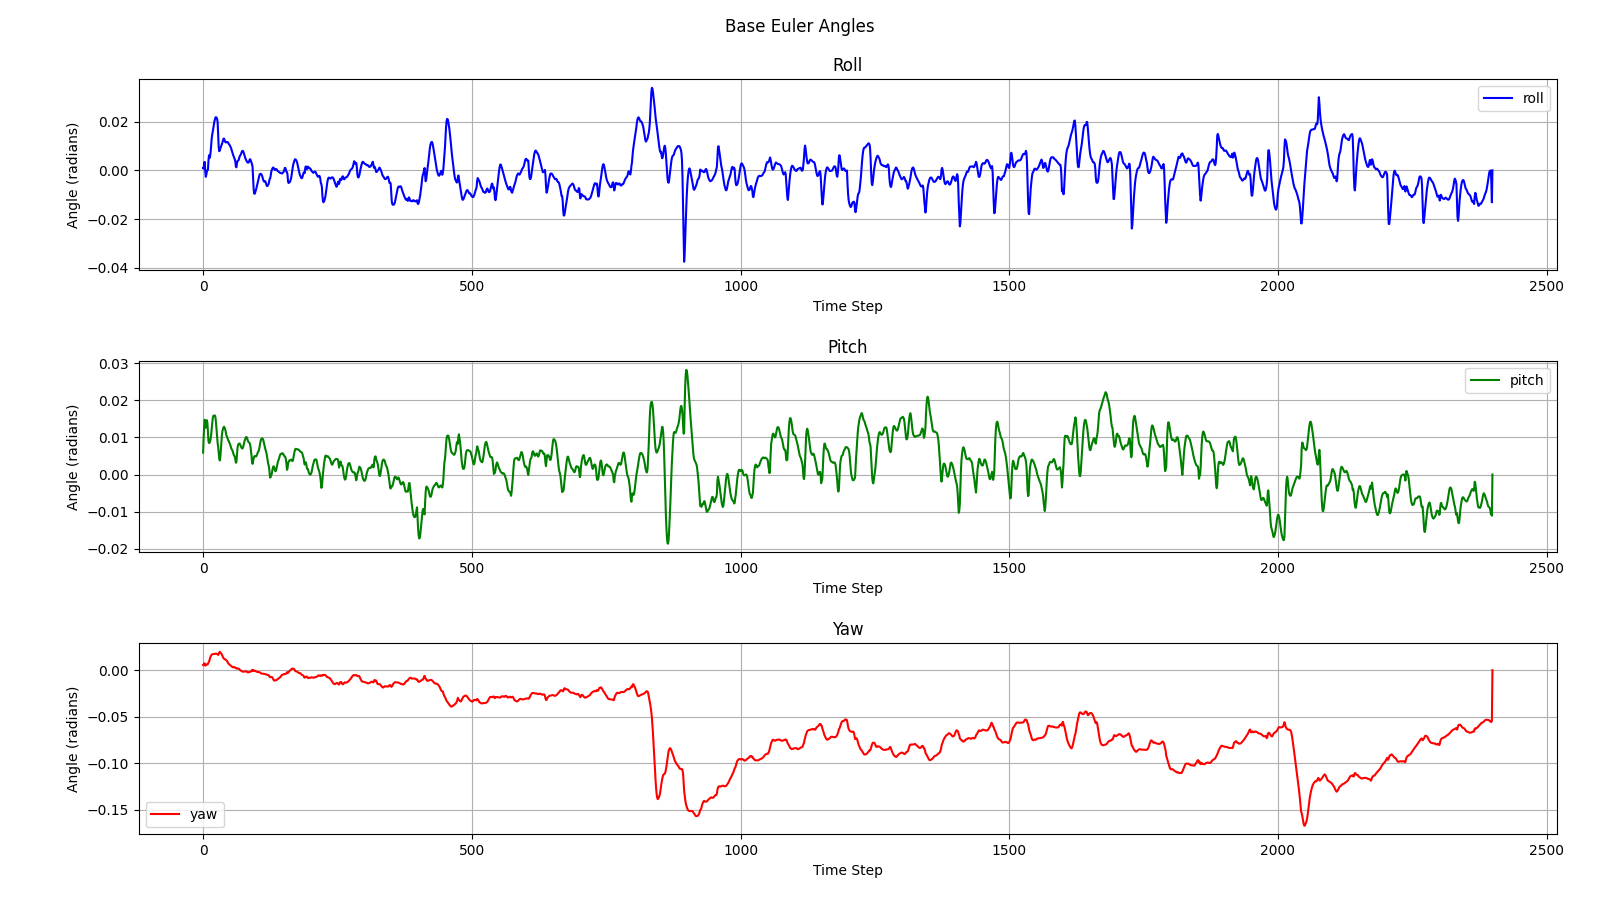 Base Euler Angles
Roll
Angle (radians)
0.02
0.00
−0.02
−0.04
roll
0 500 1000 1500 2000 2500
Time Step
Pitch
Angle (radians)
0.03
0.02
0.01
0.00
−0.01
−0.02
pitch
0 500 1000 1500 2000 2500
Time Step
Yaw
Angle (radians)
0.00
−0.05
−0.10
−0.15
yaw
0 500 1000 1500 2000 2500
Time Step